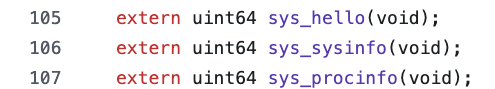 105 extern uint64 sys_hello(void);
106 extern uint64 sys_sysinfo(void);
107 extern uint64 sys_procinfo(void);